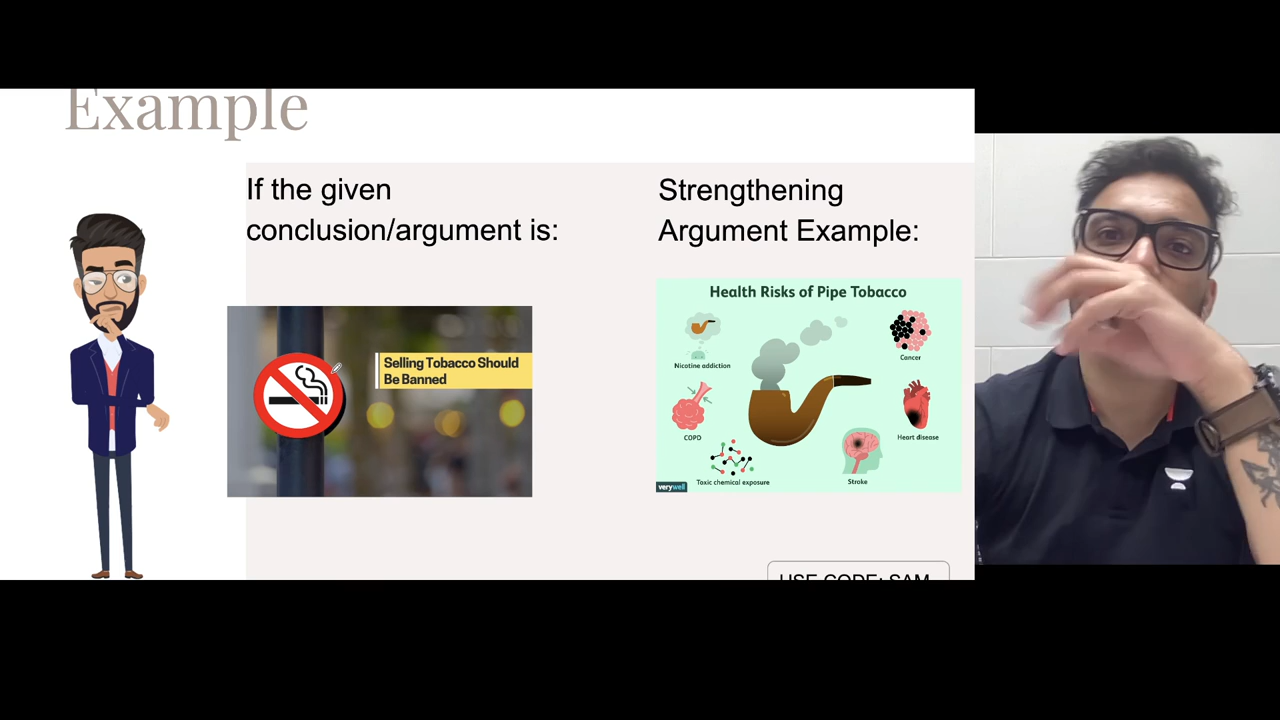 Example
If the given
conclusion/argument is:
Selling Tobacco Should
Be Banned
Strengthening
Argument Example:
Health Risks of Pipe Tobacco
Nicotine addiction
Cancer
COPD
Heart disease
Toxic chemical exposure
Stroke
verywell
USE CODE: SAM